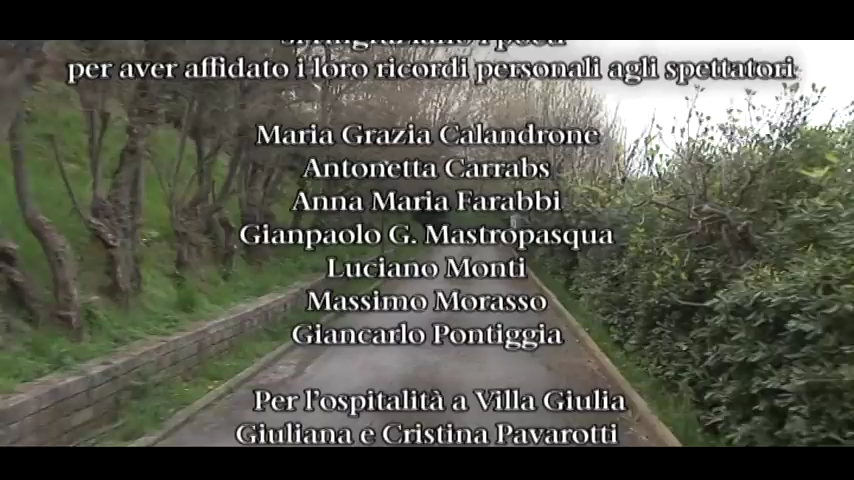 per aver affidato i loro ricordi personali agli spettatori
Maria Grazia Calandrone
Antonetta Carrabs
Anna Maria Farabbi
Gianpaolo G. Mastropasqua
Luciano Monti
Massimo Morasso
Giancarlo Pontiggia
Per l'ospitalità a Villa Giulia
Giuliana e Cristina Pavarotti